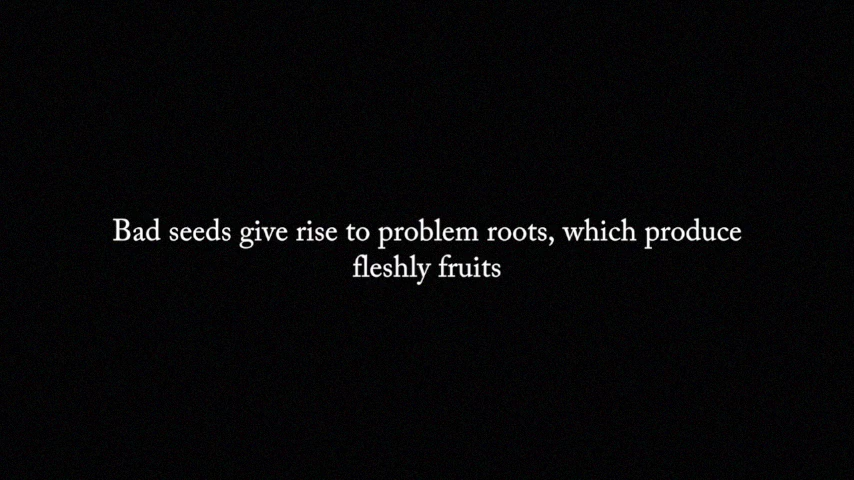 Bad seeds give rise to problem roots, which produce
fleshly fruits